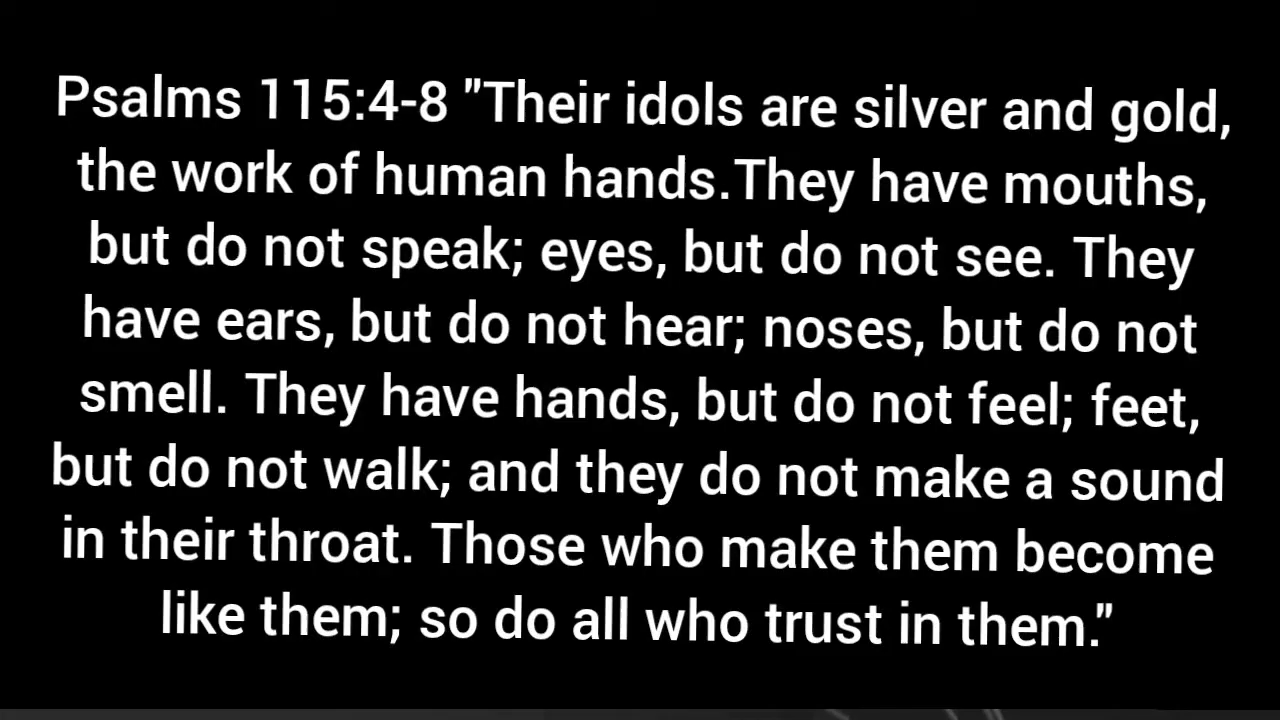 Psalms 115:4-8 "Their idols are silver and gold,
the work of human hands.They have mouths,
but do not speak; eyes, but do not see. They
have ears, but do not hear; noses, but do not
smell. They have hands, but do not feel; feet,
but do not walk; and they do not make a sound
in their throat. Those who make them become
like them; so do all who trust in them."